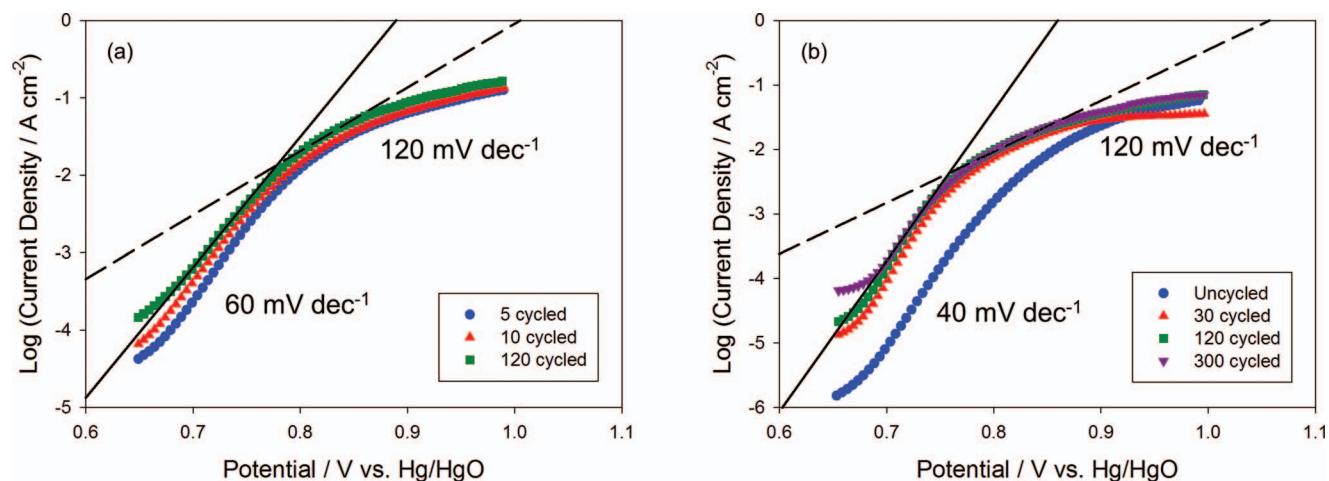 (a)
0
-1
-2
-3
-4
-5
Log (Current Density / A cm⁻²)
120 mV dec⁻¹
60 mV dec⁻¹
5 cycled
10 cycled
120 cycled
0.6 0.7 0.8 0.9 1.0 1.1
Potential / V vs. Hg/HgO
(b)
0
-1
-2
-3
-4
-5
-6
Log (Current Density / A cm⁻²)
120 mV dec⁻¹
40 mV dec⁻¹
Uncycled
30 cycled
120 cycled
300 cycled
0.6 0.7 0.8 0.9 1.0 1.1
Potential / V vs. Hg/HgO